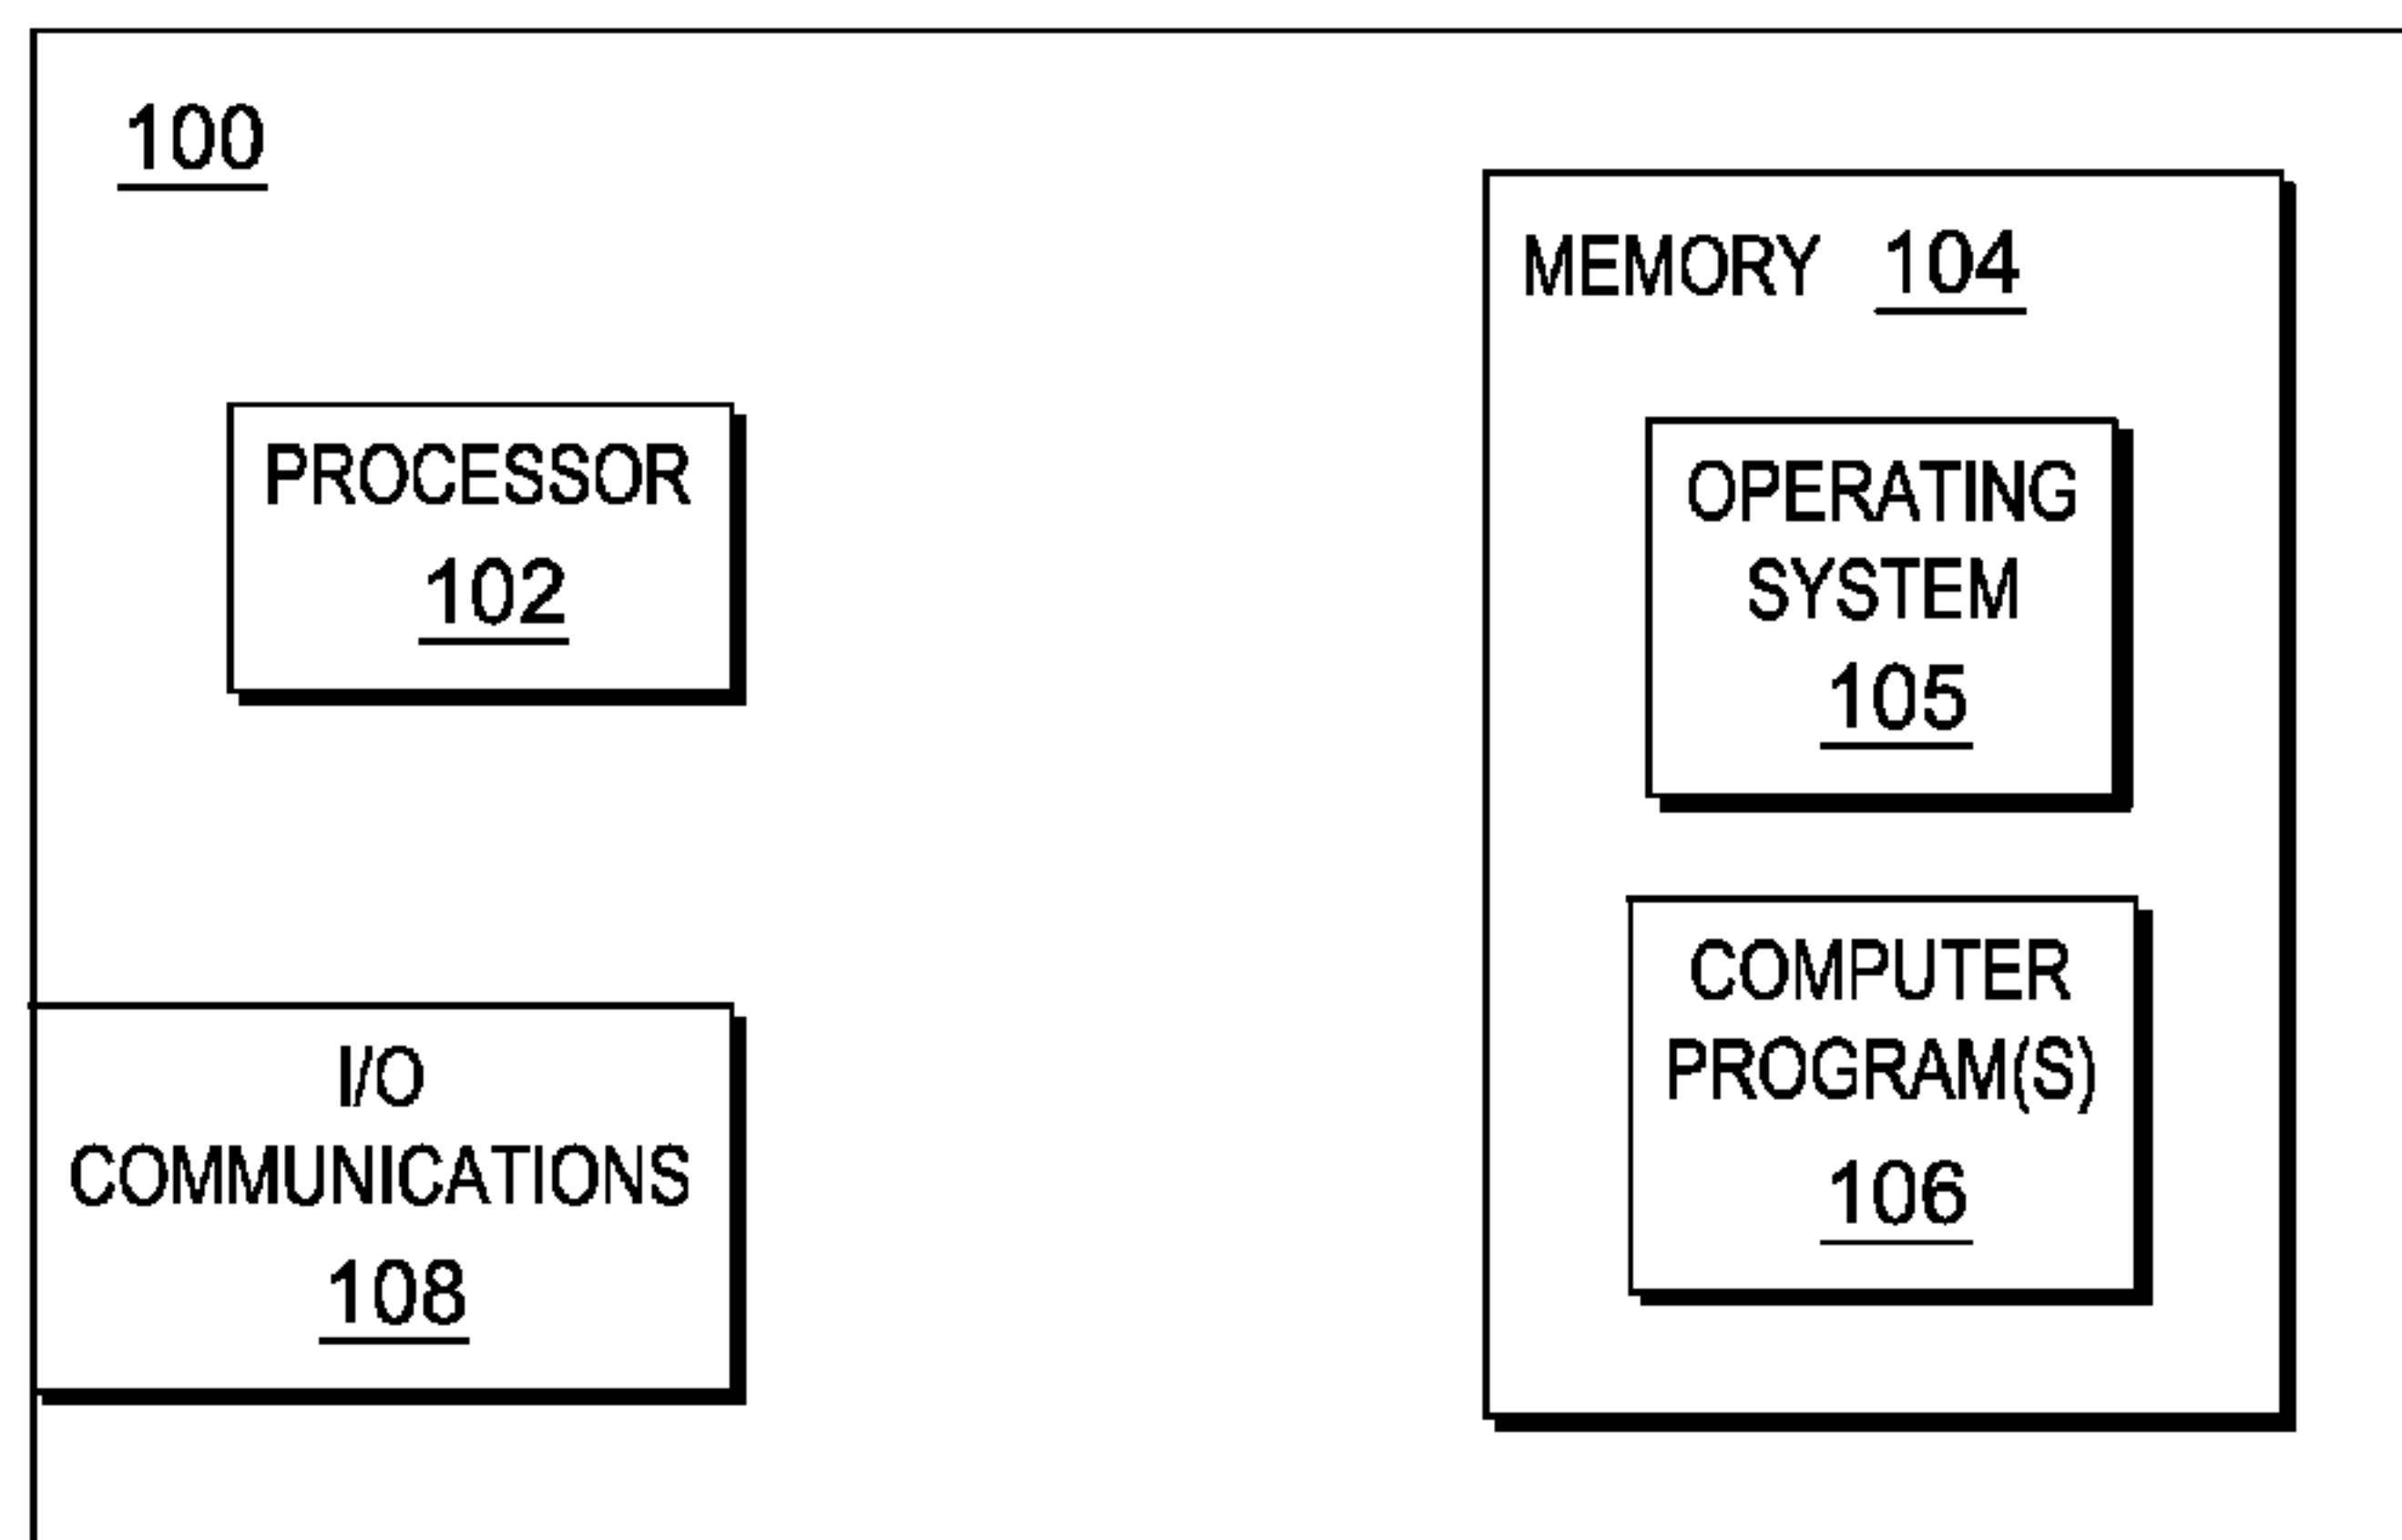 100
PROCESSOR
102
I/O
COMMUNICATIONS
108
MEMORY 104
OPERATING
SYSTEM
105
COMPUTER
PROGRAM(S)
106